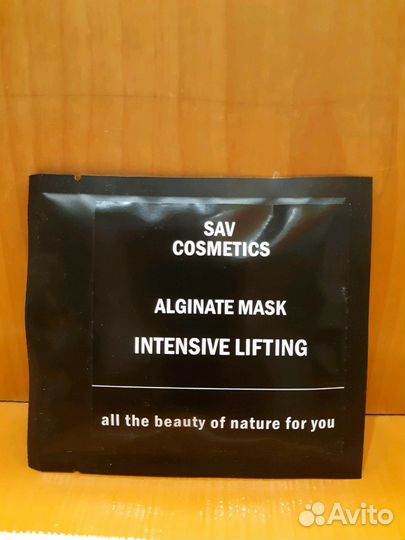 SAV
COSMETICS
ALGINATE MASK
INTENSIVE LIFTING
all the beauty of nature for you
Avito